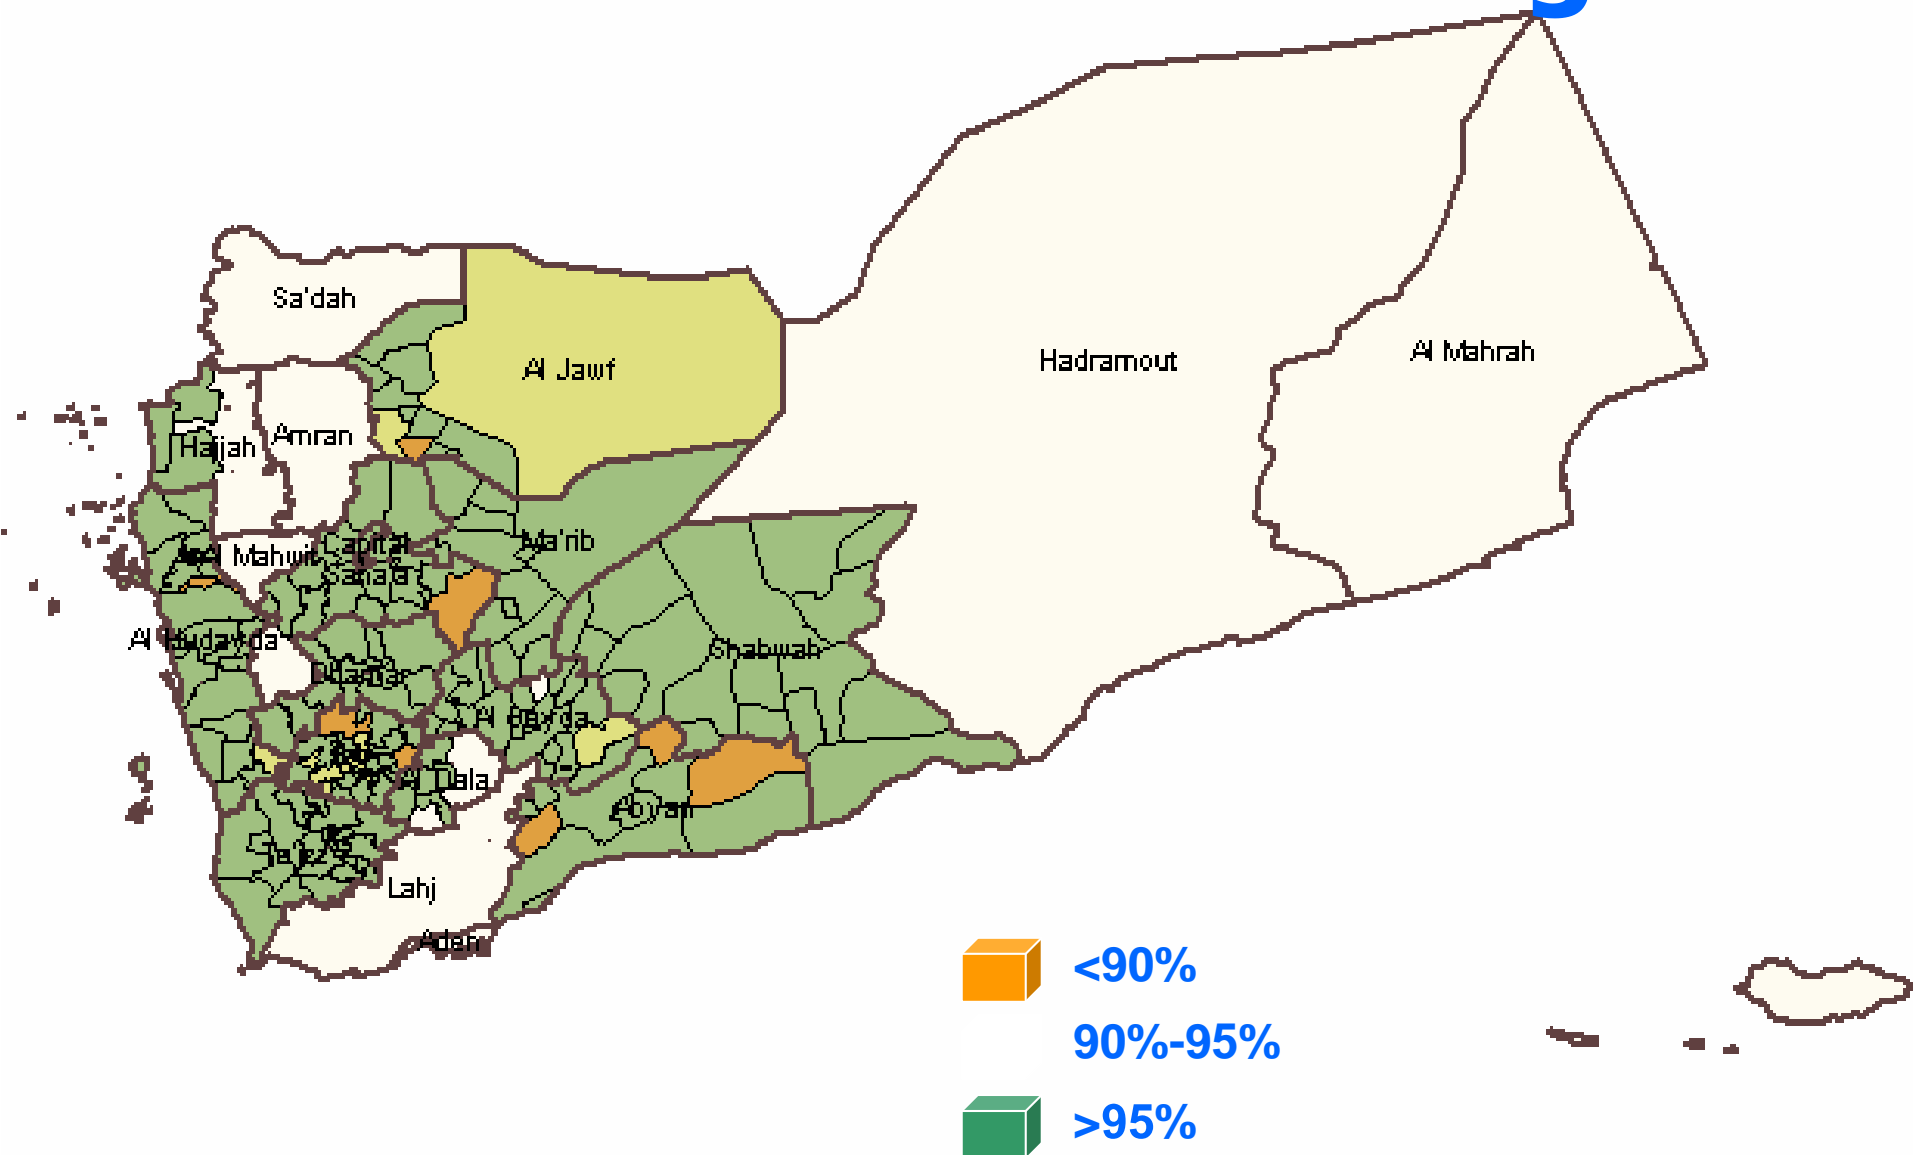 Sa'dah
Al Jawf
Hadramout
Al Mahrah
Hajjah
Amran
Ma'rib
Al Mahwit
Capital
Sana'a
Al Hudayda
Dhamar
Shabwah
Al Bayda
Al Dala
Abyan
Lahj
Aden
<90%
90%-95%
>95%